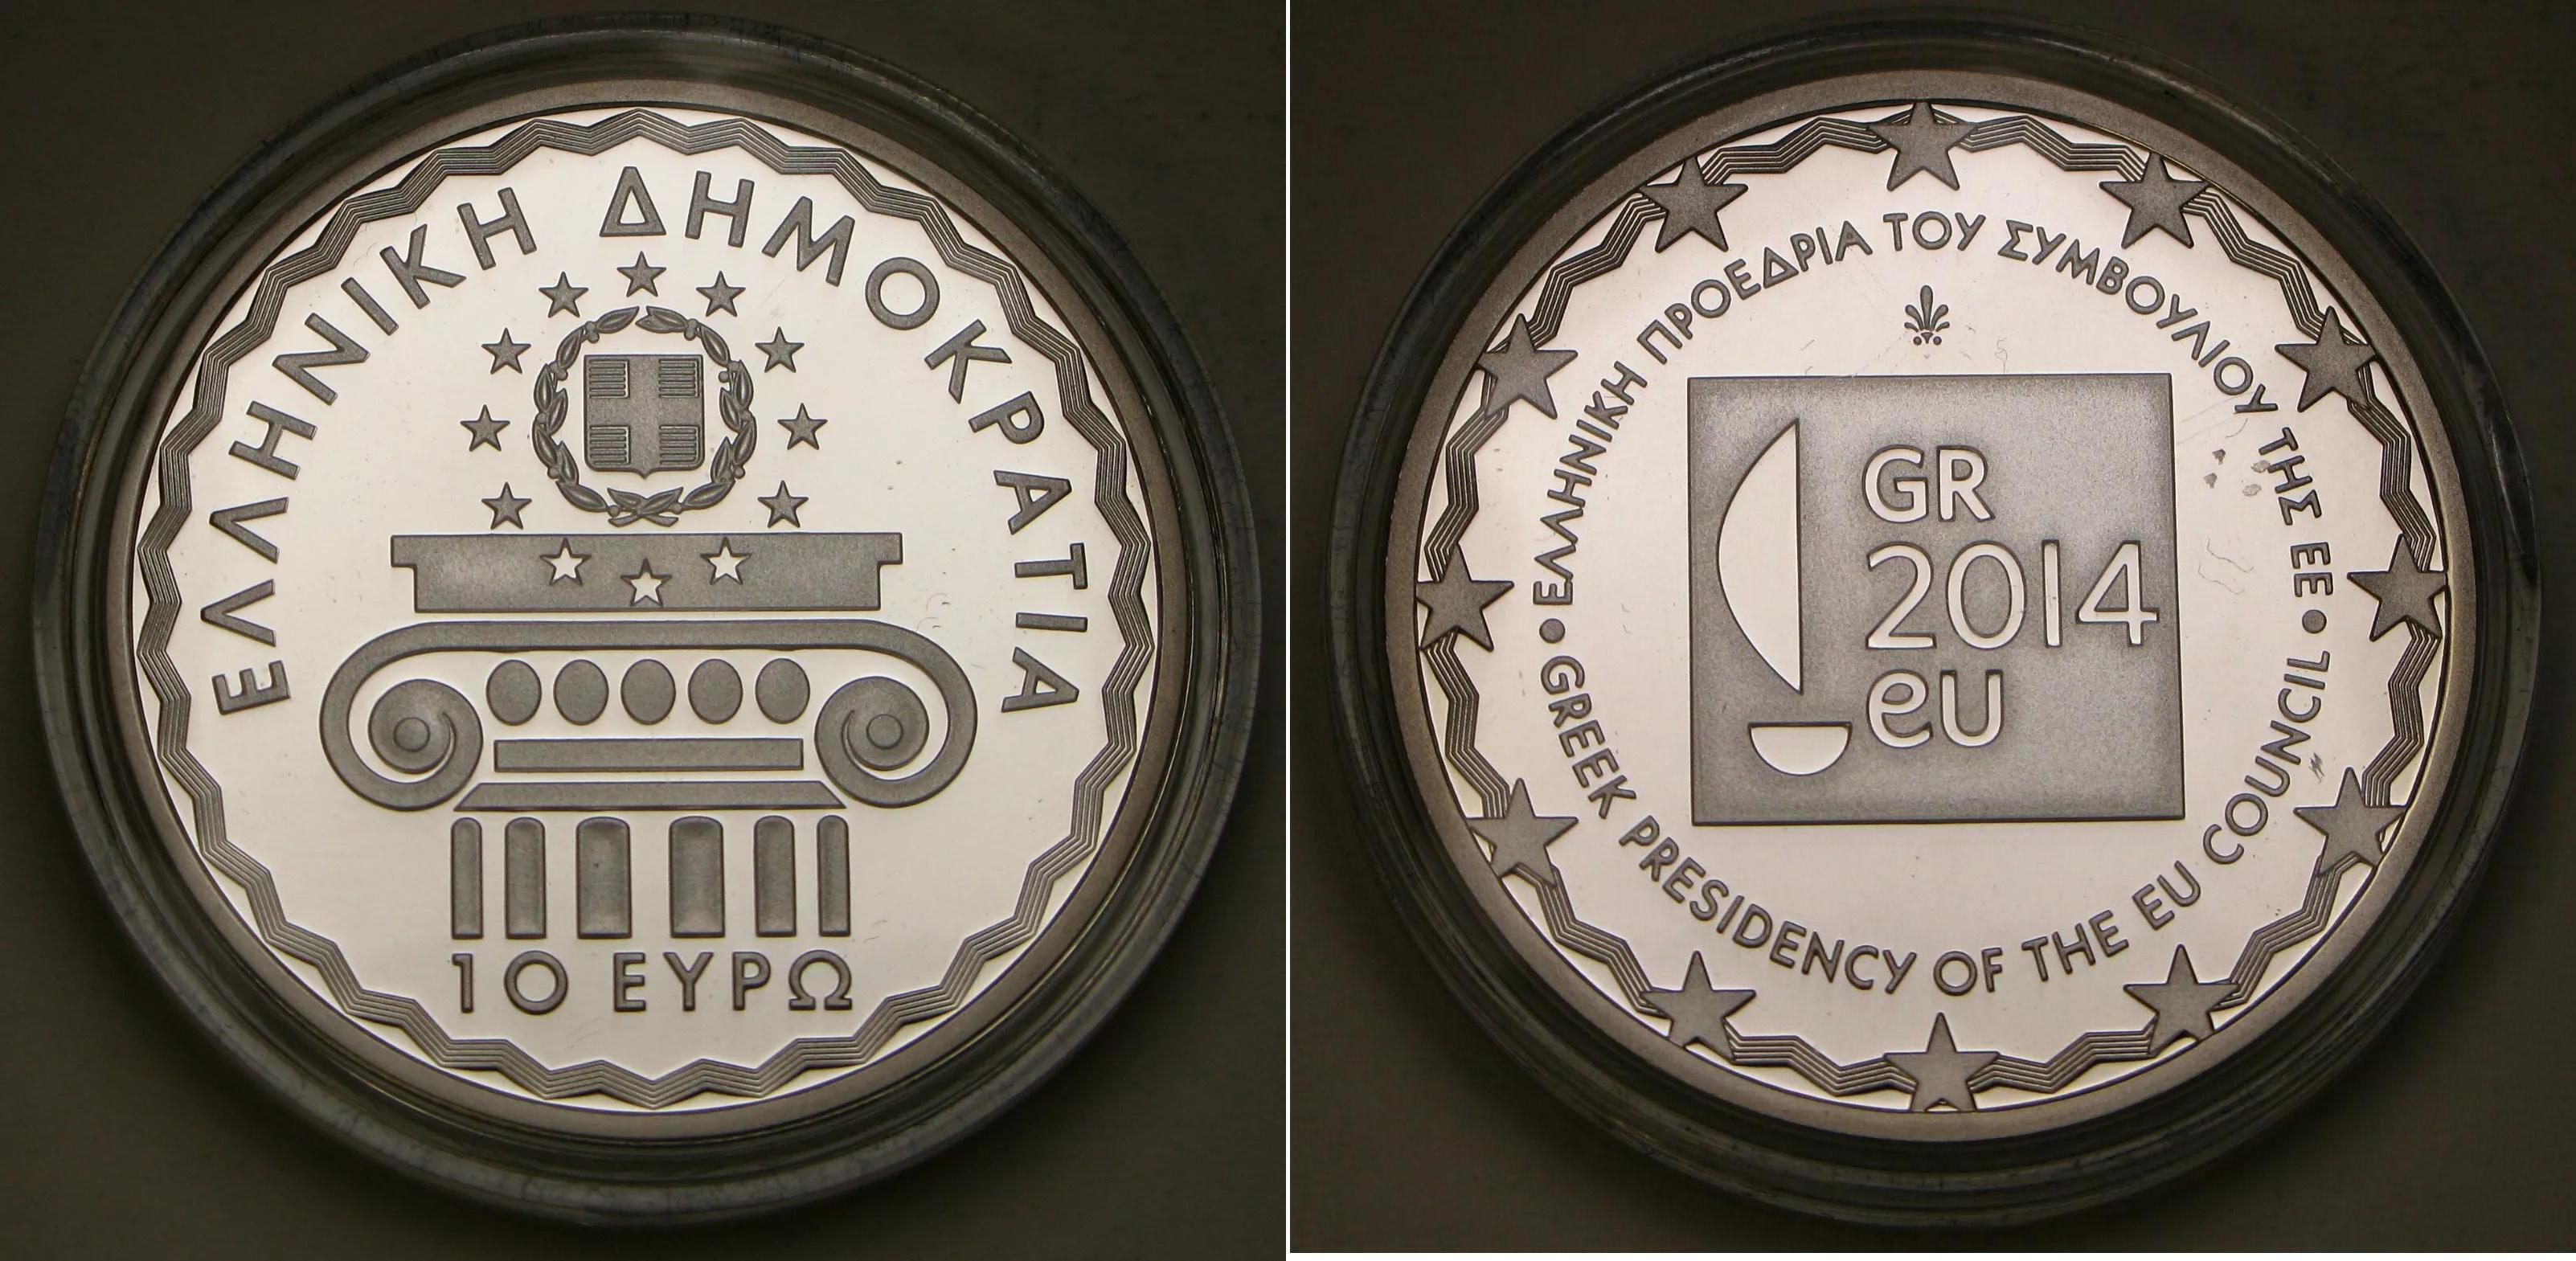 ΕΛΛΗΝΙΚΗ ΔΗΜΟΚΡΑΤΙΑ
10 ΕΥΡΩ
ΕΛΛΗΝΙΚΗ ΠΡΟΕΔΡΙΑ ΤΟΥ ΣΥΜΒΟΥΛΙΟΥ ΤΗΣ ΕΕ
GR
2014
eu
• GREEK PRESIDENCY OF THE EU COUNCIL •